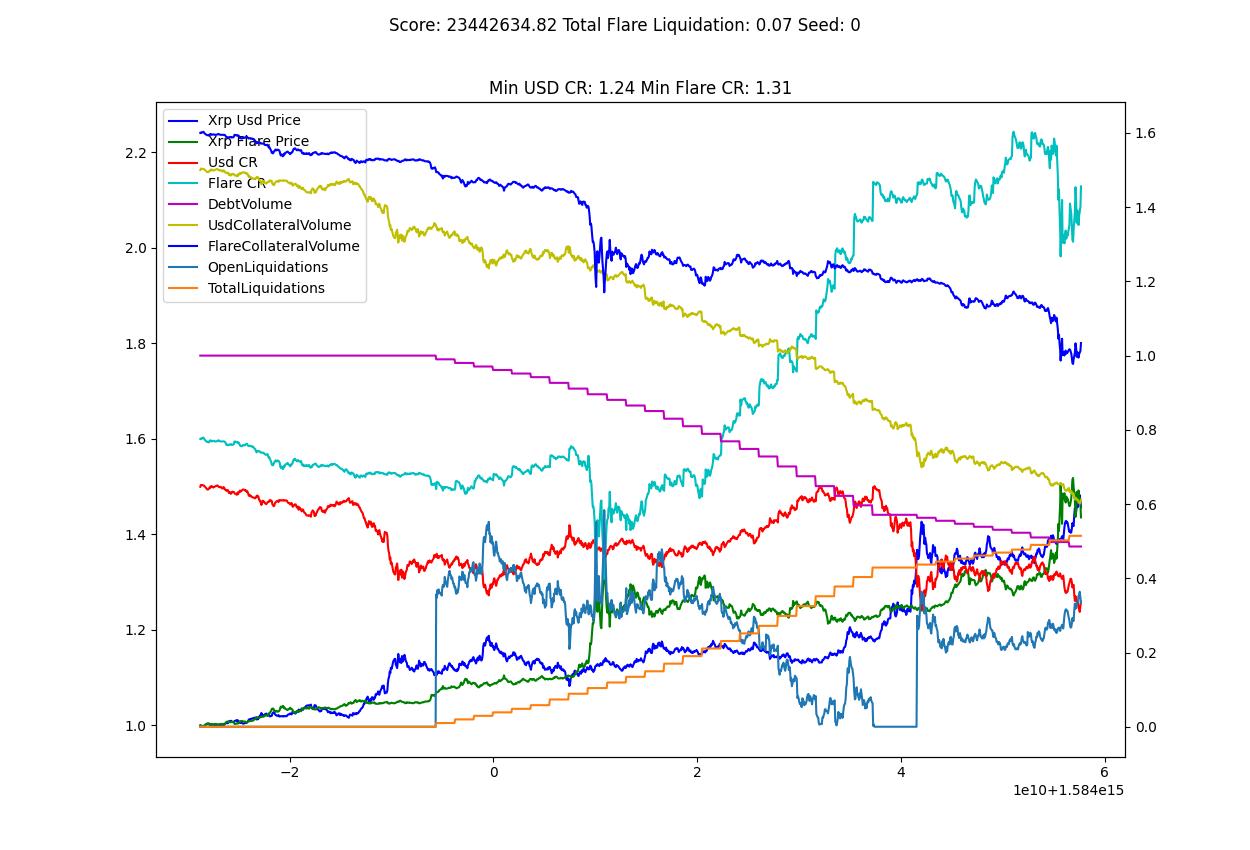 Score: 23442634.82 Total Flare Liquidation: 0.07 Seed: 0
Min USD CR: 1.24 Min Flare CR: 1.31
Xrp Usd Price
Xrp Flare Price
Usd CR
Flare CR
DebtVolume
UsdCollateralVolume
FlareCollateralVolume
OpenLiquidations
TotalLiquidations
2.2
2.0
1.8
1.6
1.4
1.2
1.0
1.6
1.4
1.2
1.0
0.8
0.6
0.4
0.2
0.0
−2 0 2 4 6
1e10+1.584e15